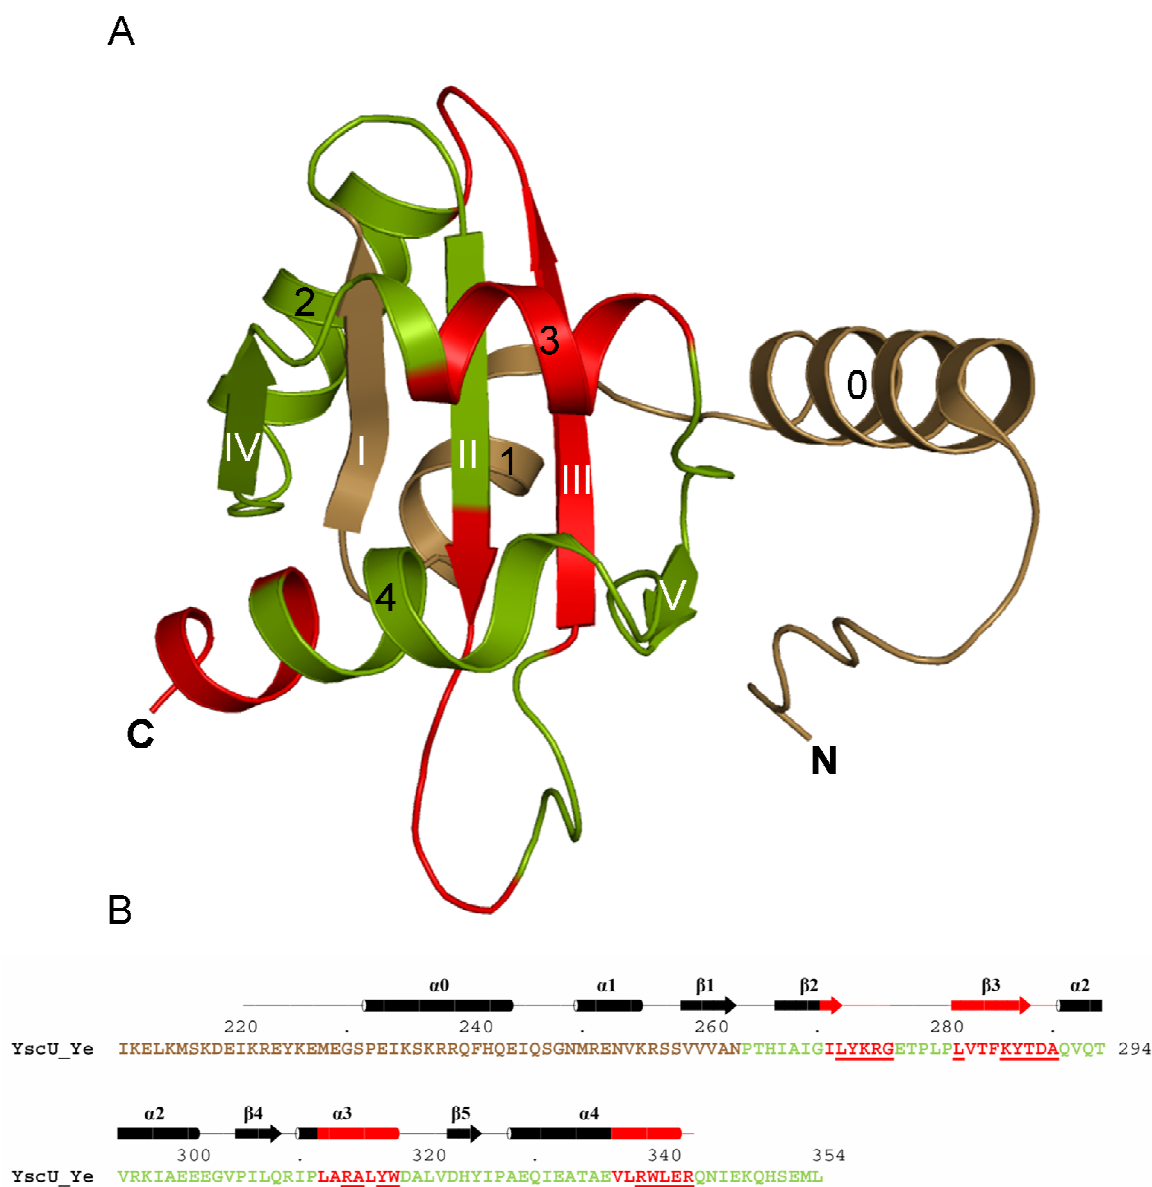 A
2
3
0
IV
I
II
1
III
4
V
C
N
B
α0 α1 β1 β2 β3 α2
220 . 240 . 260 . 280 .
YscU_Ye IKELKMSKDEIKREYKEMEGSPEIKSKRRQFHQEIQSGNMRENVKRSSVVVANPTHIAIGILYKRGETPLPLVTFKYTDAQVQT 294
α2 β4 α3 β5 α4
300 . 320 . 340 354
YscU_Ye VRKIAEEEGVPILQRIPLARALYWDALVDHYIPAEQIEATAEVLRWLERQNIEKQHSEML